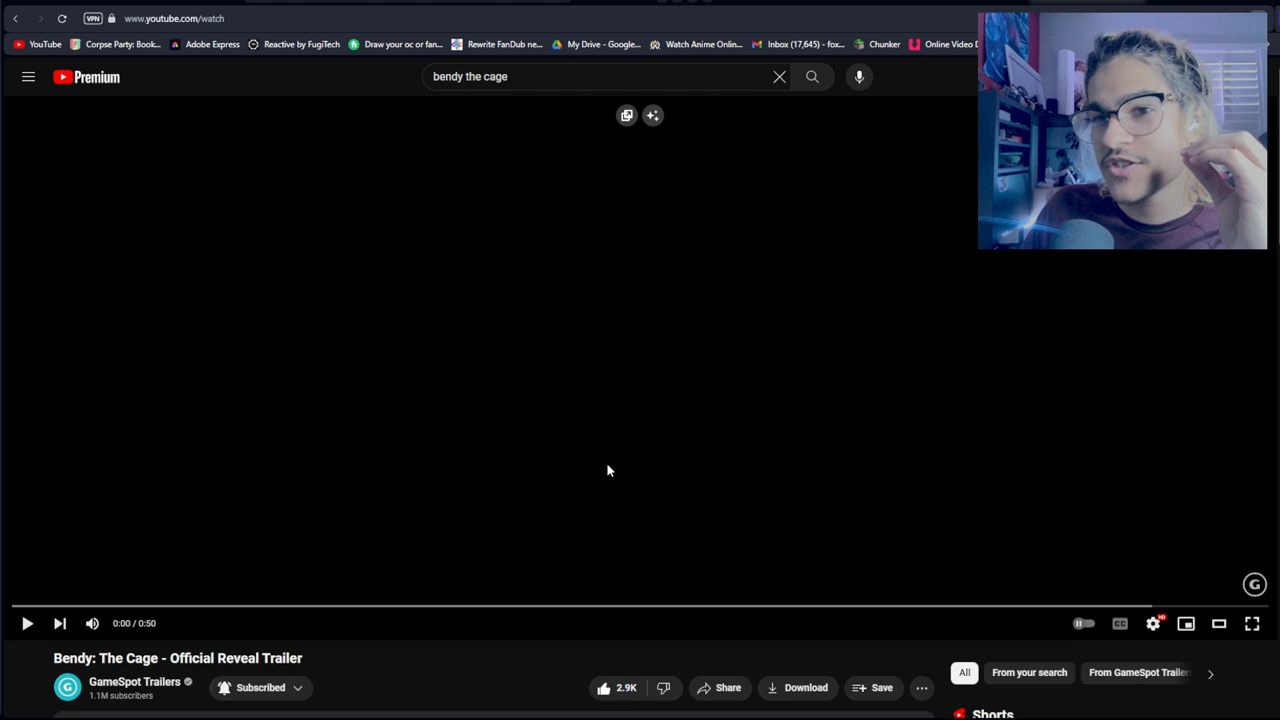 VPN
www.youtube.com/watch
YouTube
Corpse Party: Book...
Adobe Express
Reactive by FugiTech
Draw your oc or fan...
Rewrite FanDub ne...
My Drive - Google...
Watch Anime Onlin...
Inbox (17,645) - fox...
Chunker
Online Video D
Premium
bendy the cage
G
0:00 / 0:50
CC
HD
Bendy: The Cage - Official Reveal Trailer
G
GameSpot Trailers
1.1M subscribers
Subscribed
2.9K
Share
Download
Save
All
From your search
From GameSpot Trailer
Shorts